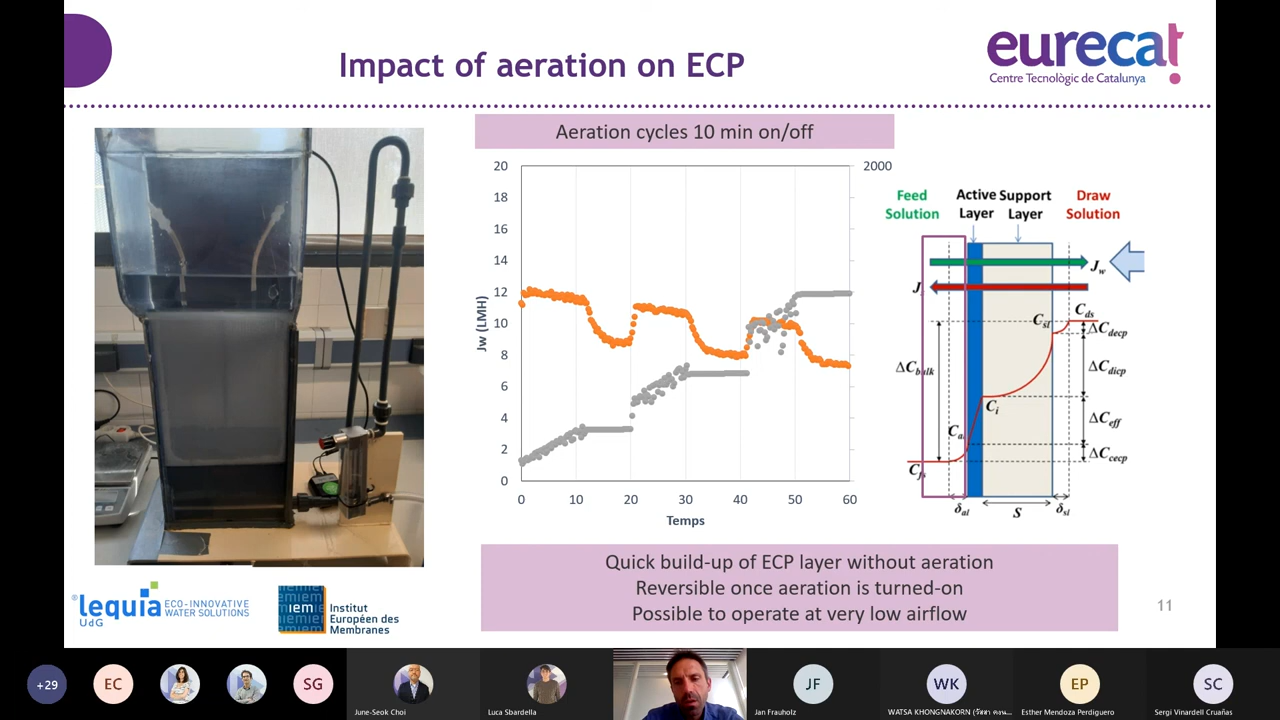 Impact of aeration on ECP
eurecat
Centre Tecnològic de Catalunya
Aeration cycles 10 min on/off
20
18
16
14
12
10
8
6
4
2
0
Jw (LMH)
2000
0
10
20
30
40
50
60
Temps
Feed Solution
Active Layer
Support Layer
Draw Solution
Jw
J
Cds
Csl
ΔCdecp
ΔCbulk
ΔCdicp
Ci
ΔCeff
Ca
ΔCcecp
Cfs
δal
S
δsl
Quick build-up of ECP layer without aeration
Reversible once aeration is turned-on
Possible to operate at very low airflow
11
lequia
UdG
ECO-INNOVATIVE
WATER SOLUTIONS
iemi
Institut
Européen des
Membranes
+29
EC
SG
June-Seok Choi
Luca Sbardella
JF
Jan Frauholz
WK
WATSA KHONGNAKORN
EP
Esther Mendoza Perdiguero
SC
Sergi Vinardell Cruañas